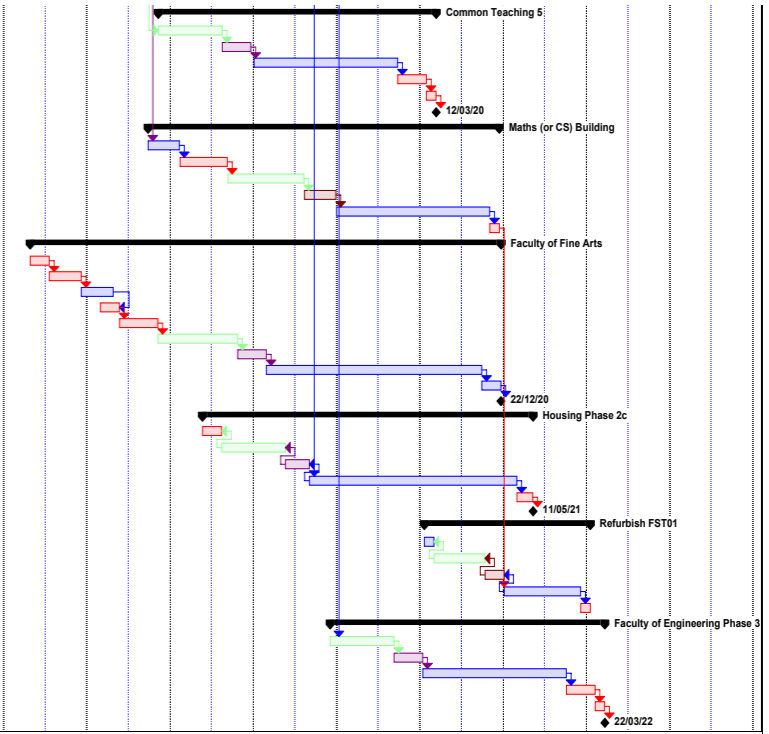 Common Teaching 5
12/03/20
Maths (or CS) Building
Faculty of Fine Arts
22/12/20
Housing Phase 2c
11/05/21
Refurbish FST01
Faculty of Engineering Phase 3
22/03/22